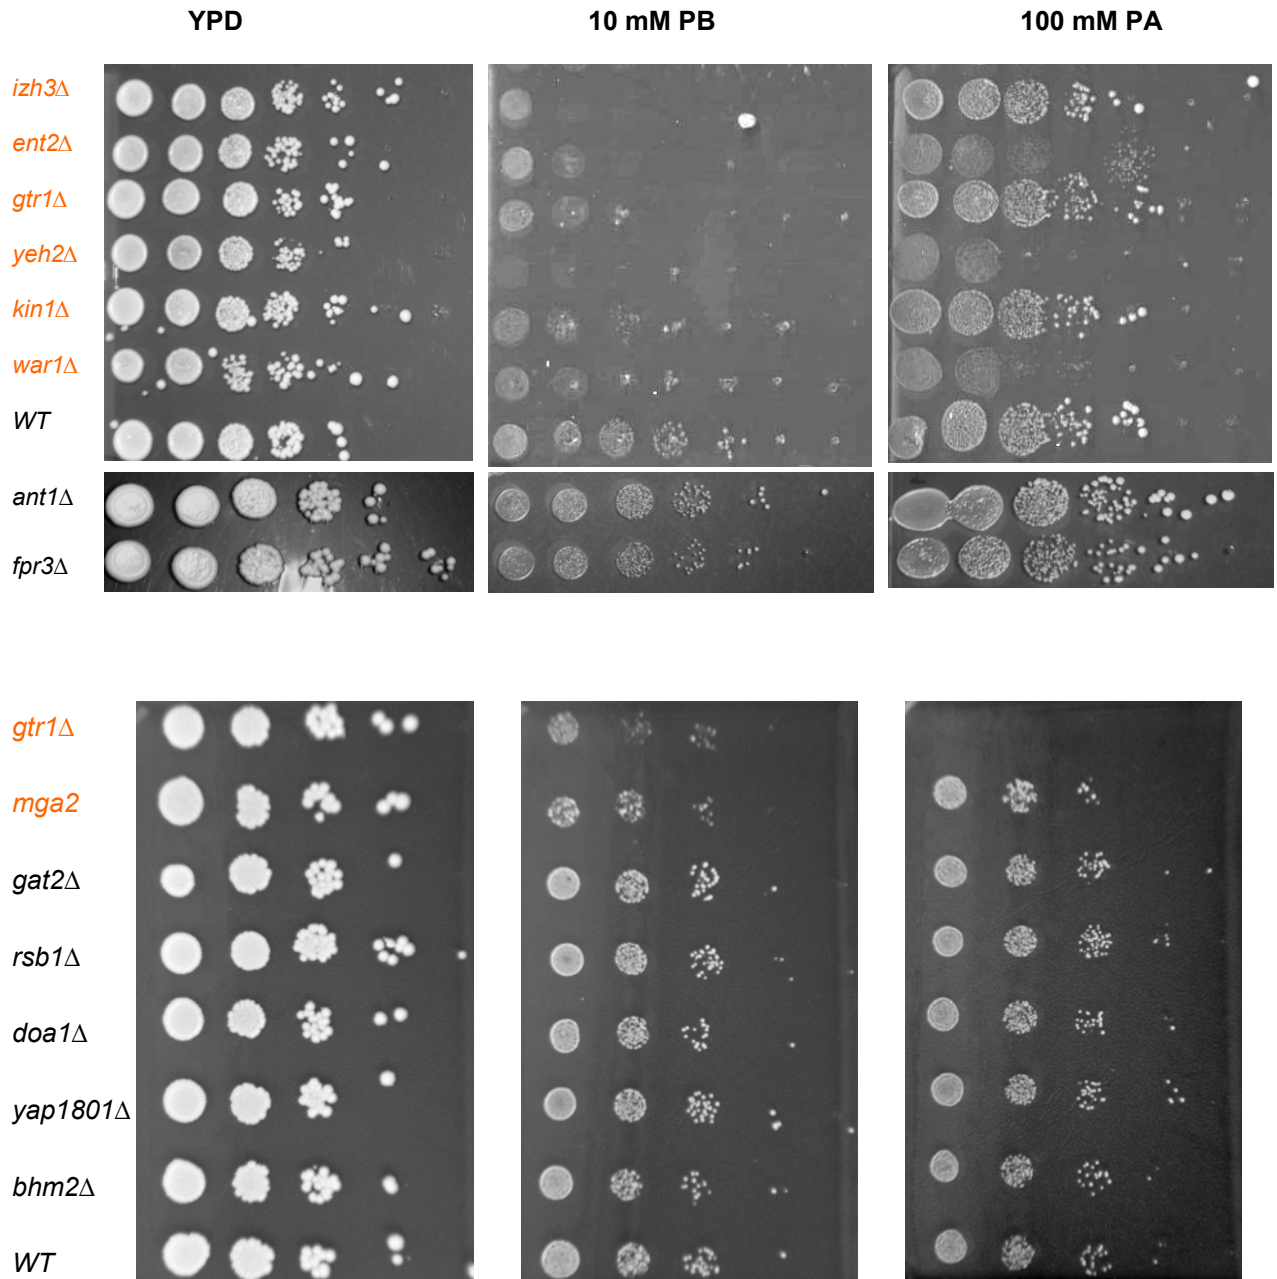 YPD 10 mM PB 100 mM PA
izh3Δ
ent2Δ
gtr1Δ
yeh2Δ
kin1Δ
war1Δ
WT
ant1Δ
fpr3Δ
gtr1Δ
mga2
gat2Δ
rsb1Δ
doa1Δ
yap1801Δ
bhm2Δ
WT